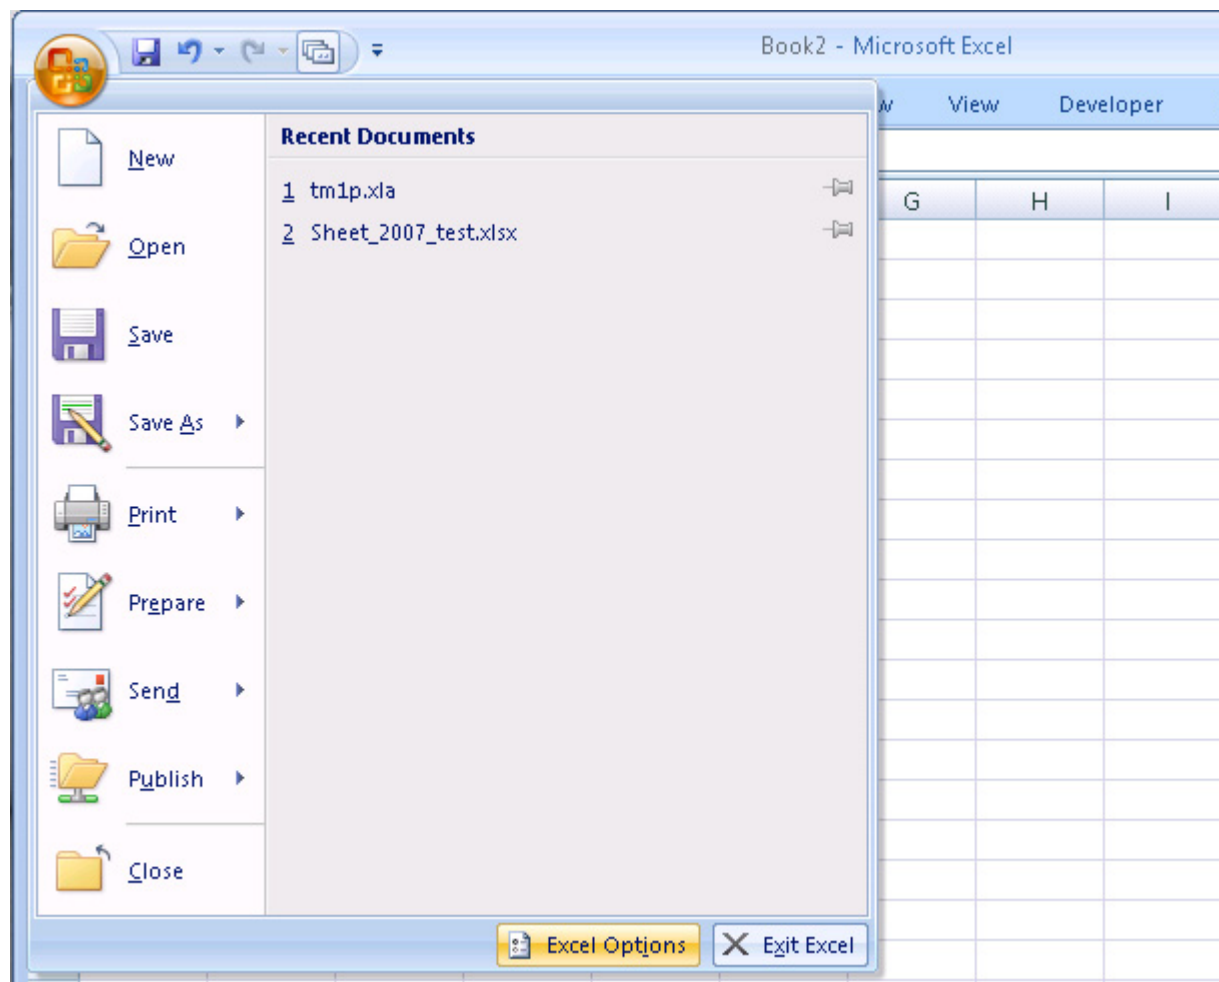 Book2 - Microsoft Excel
w View Developer
G H I
Recent Documents
1 tm1p.xla
2 Sheet_2007_test.xlsx
New
Open
Save
Save As
Print
Prepare
Send
Publish
Close
Excel Options Exit Excel